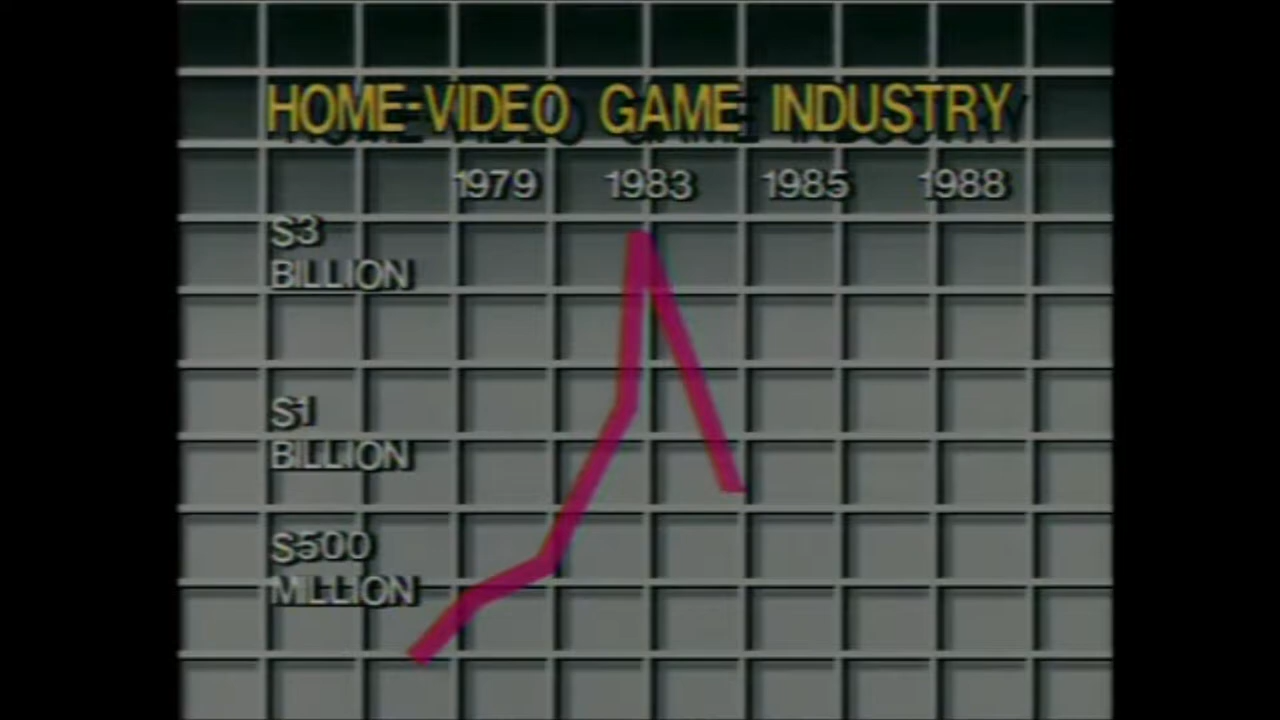 HOME-VIDEO GAME INDUSTRY
1979 1983 1985 1988
$3
BILLION
$1
BILLION
$500
MILLION